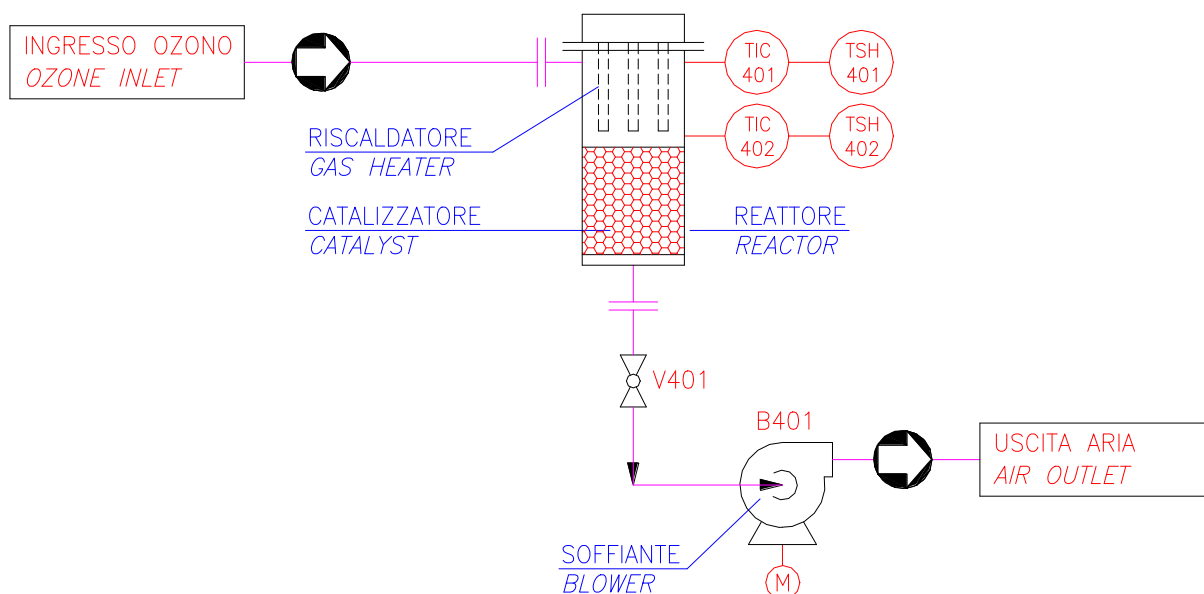 INGRESSO OZONO
OZONE INLET
TIC
401
TSH
401
TIC
402
TSH
402
RISCALDATORE
GAS HEATER
CATALIZZATORE
CATALYST
REATTORE
REACTOR
V401
B401
USCITA ARIA
AIR OUTLET
SOFFIANTE
BLOWER
M